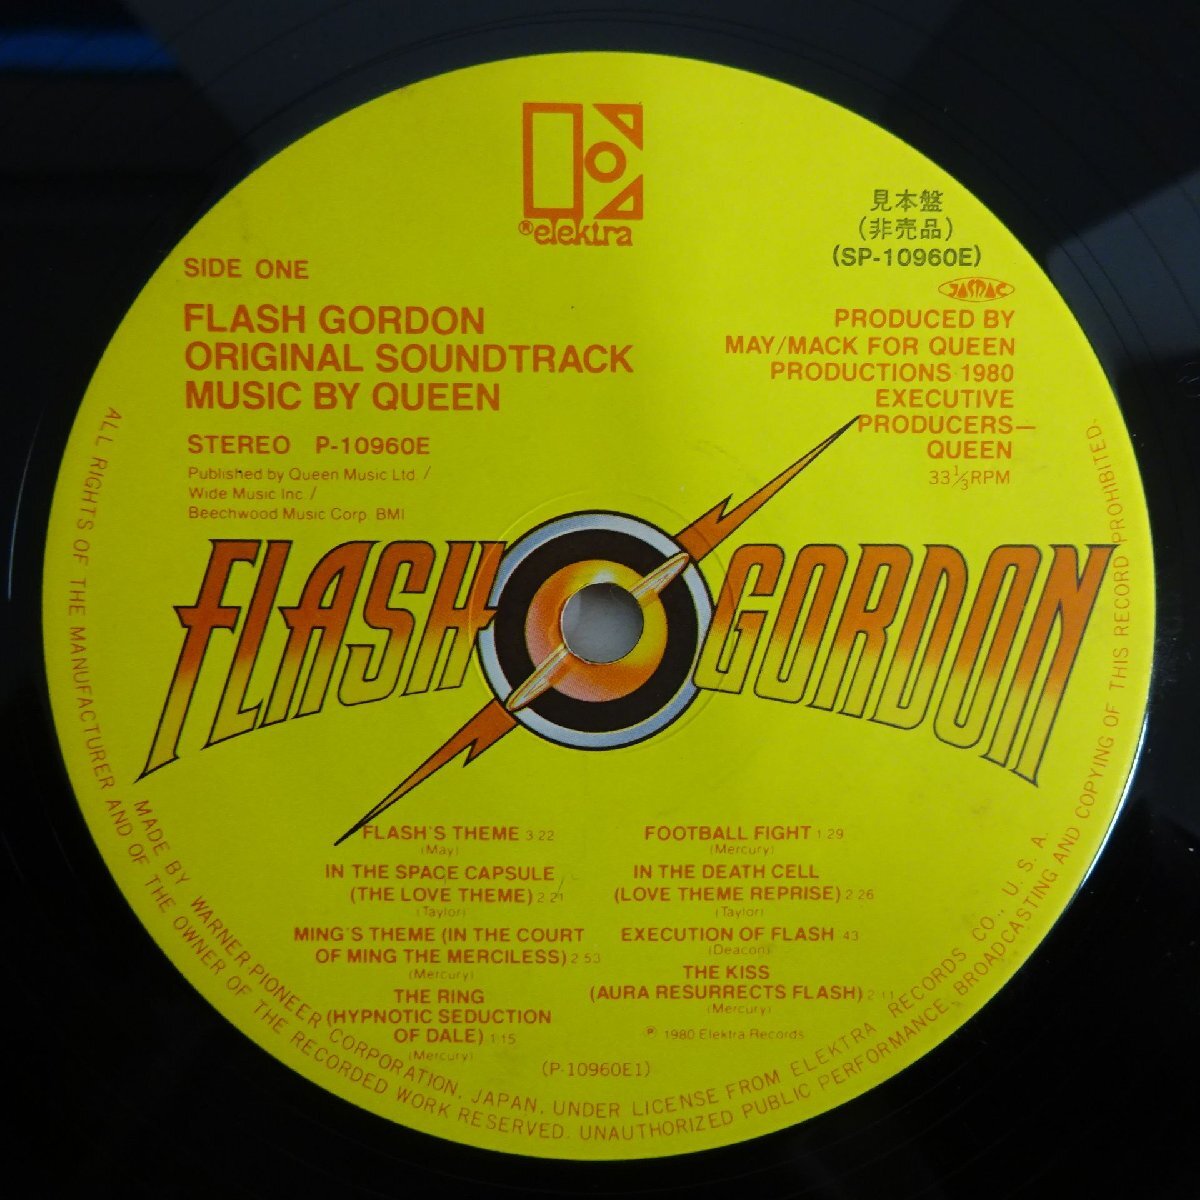 ®elektra
見本盤
(非売品)
(SP-10960E)
JASRAC
SIDE ONE
FLASH GORDON
ORIGINAL SOUNDTRACK
MUSIC BY QUEEN
STEREO P-10960E
Published by Queen Music Ltd. /
Wide Music Inc. /
Beechwood Music Corp. BMI
PRODUCED BY
MAY/MACK FOR QUEEN
PRODUCTIONS 1980
EXECUTIVE
PRODUCERS—
QUEEN
33⅓RPM
FLASH GORDON
FLASH'S THEME 3:22
(May)
IN THE SPACE CAPSULE
(THE LOVE THEME) 2:21
(Taylor)
MING'S THEME (IN THE COURT
OF MING THE MERCILESS) 2:53
(Mercury)
THE RING
(HYPNOTIC SEDUCTION
OF DALE) 1:15
(Mercury)
FOOTBALL FIGHT 1:29
(Mercury)
IN THE DEATH CELL
(LOVE THEME REPRISE) 2:26
(Taylor)
EXECUTION OF FLASH :43
(Deacon)
THE KISS
(AURA RESURRECTS FLASH) 2:11
(Mercury)
℗ 1980 Elektra Records
(P-10960E1)
MADE BY WARNER-PIONEER CORPORATION, JAPAN, UNDER LICENSE FROM ELEKTRA RECORDS CO., U.S.A.
ALL RIGHTS OF THE MANUFACTURER AND OF THE OWNER OF THE RECORDED WORK RESERVED. UNAUTHORIZED PUBLIC PERFORMANCE, BROADCASTING AND COPYING OF THIS RECORD PROHIBITED.